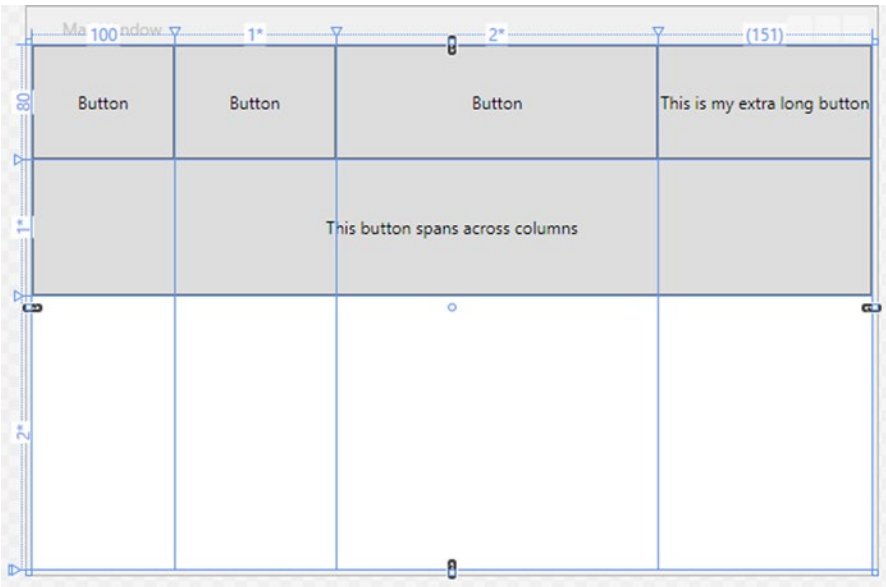 MainWindow
100
1*
2*
(151)
80
Button
Button
Button
This is my extra long button
1*
This button spans across columns
2*